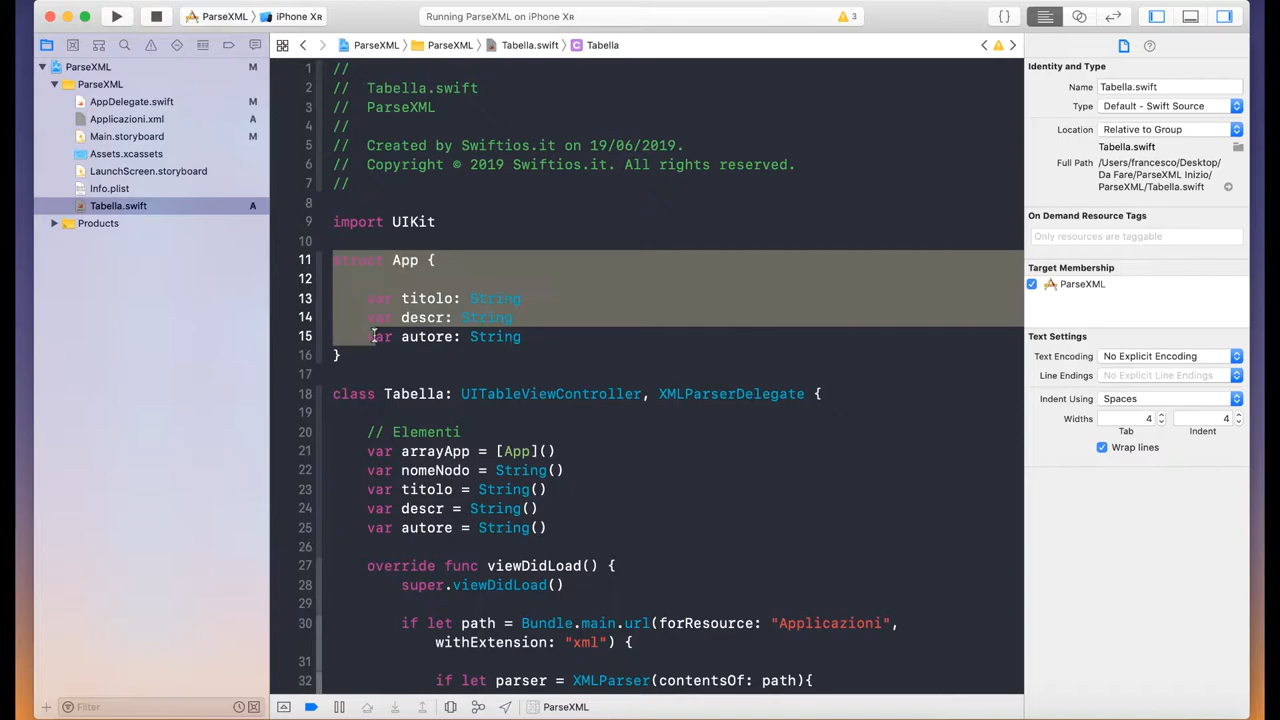 ParseXML
iPhone XR
Running ParseXML on iPhone XR
3
ParseXML
ParseXML
Tabella.swift
Tabella
ParseXML M
ParseXML
AppDelegate.swift M
Applicazioni.xml A
Main.storyboard M
Assets.xcassets
LaunchScreen.storyboard
Info.plist
Tabella.swift A
Products
Filter
1 //
2 //  Tabella.swift
3 //  ParseXML
4 //
5 //  Created by Swiftios.it on 19/06/2019.
6 //  Copyright © 2019 Swiftios.it. All rights reserved.
7 //
8
9 import UIKit
10
11 struct App {
12
13 var titolo: String
14 var descr: String
15 var autore: String
16 }
17
18 class Tabella: UITableViewController, XMLParserDelegate {
19
20 // Elementi
21 var arrayApp = [App]()
22 var nomeNodo = String()
23 var titolo = String()
24 var descr = String()
25 var autore = String()
26
27 override func viewDidLoad() {
28 super.viewDidLoad()
29
30 if let path = Bundle.main.url(forResource: "Applicazioni",
withExtension: "xml") {
31
32 if let parser = XMLParser(contentsOf: path){
ParseXML
Identity and Type
Name Tabella.swift
Type Default - Swift Source
Location Relative to Group
Tabella.swift
Full Path /Users/francesco/Desktop/
Da Fare/ParseXML Inizio/
ParseXML/Tabella.swift
On Demand Resource Tags
Only resources are taggable
Target Membership
ParseXML
Text Settings
Text Encoding No Explicit Encoding
Line Endings No Explicit Line Endings
Indent Using Spaces
Widths 4 4
Tab Indent
Wrap lines